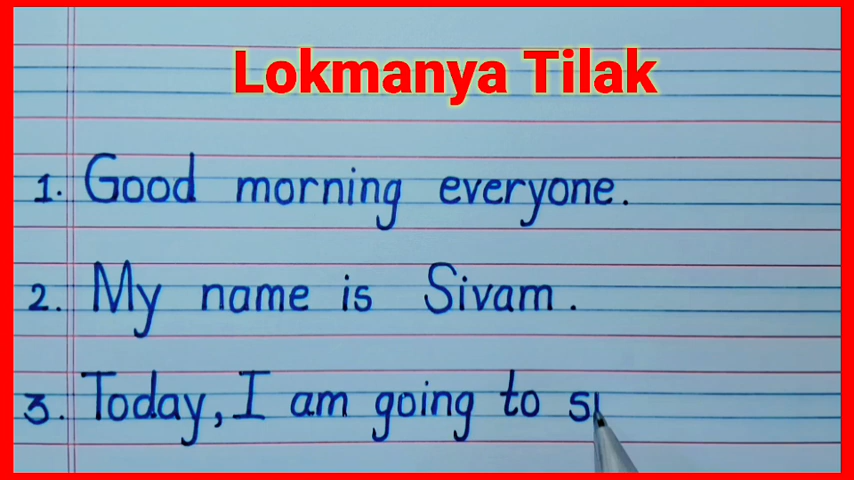 Lokmanya Tilak
1. Good morning everyone.
2. My name is Sivam.
3. Today, I am going to